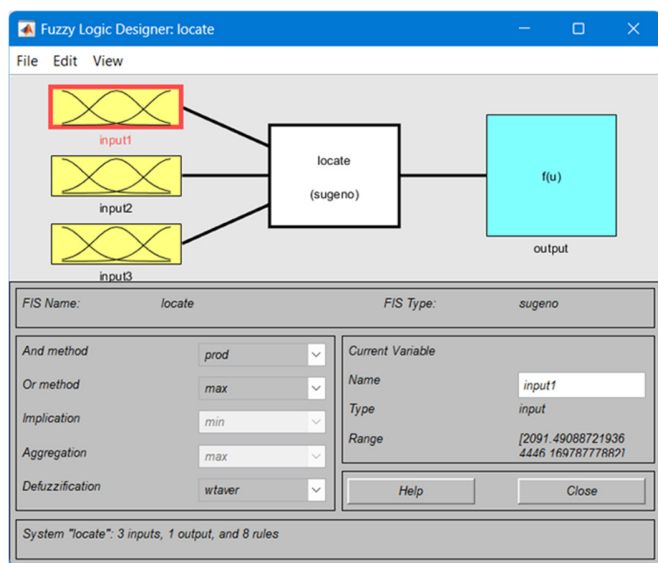 Fuzzy Logic Designer: locate
File Edit View
input1
input2
input3
locate
(sugeno)
f(u)
output
FIS Name: locate FIS Type: sugeno
And method prod
Or method max
Implication min
Aggregation max
Defuzzification wtaver
Current Variable
Name input1
Type input
Range [2091.49088721936
4446.16978777882]
Help Close
System "locate": 3 inputs, 1 output, and 8 rules